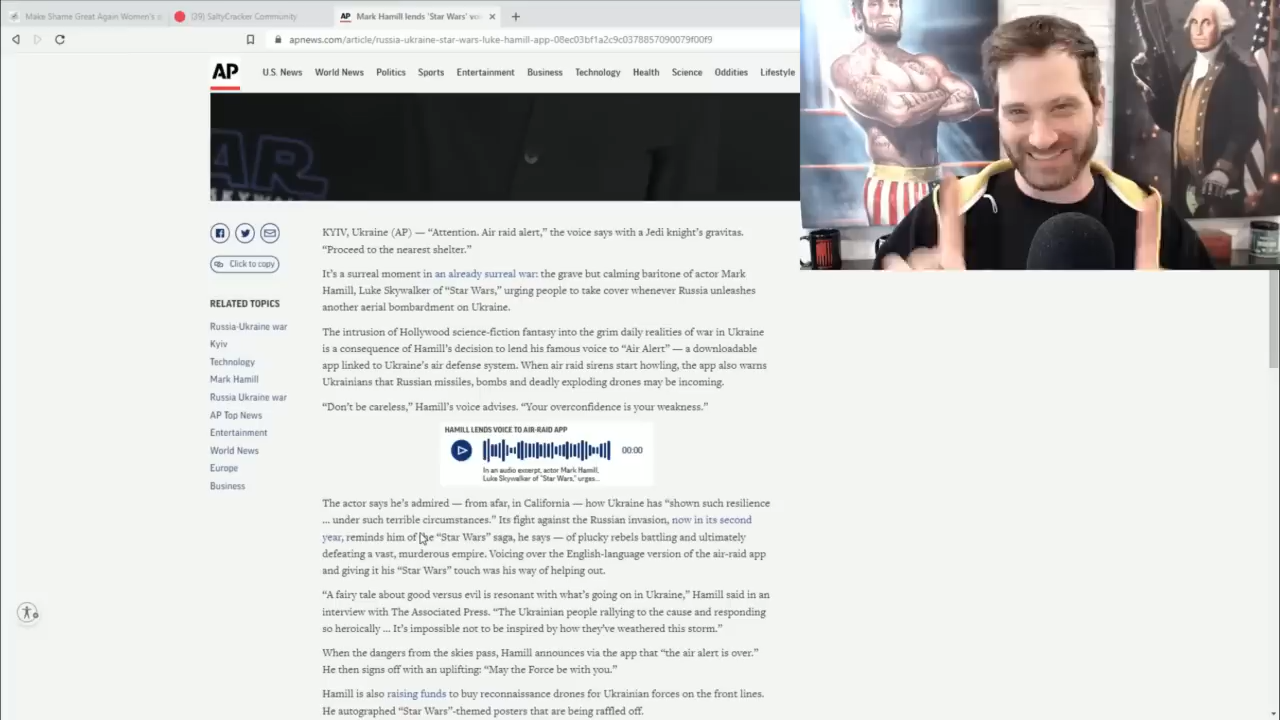 Make Shame Great Again Women's
(29) SaltyCracker Community
AP Mark Hamill lends 'Star Wars' voi
apnews.com/article/russia-ukraine-star-wars-luke-hamill-app-08ec03bf1a2c9c0378857090079f00f9
AP U.S. News World News Politics Sports Entertainment Business Technology Health Science Oddities Lifestyle
KYIV, Ukraine (AP) — “Attention. Air raid alert,” the voice says with a Jedi knight’s gravitas.
“Proceed to the nearest shelter.”
Click to copy
It’s a surreal moment in an already surreal war: the grave but calming baritone of actor Mark
Hamill, Luke Skywalker of “Star Wars,” urging people to take cover whenever Russia unleashes
another aerial bombardment on Ukraine.
The intrusion of Hollywood science-fiction fantasy into the grim daily realities of war in Ukraine
is a consequence of Hamill’s decision to lend his famous voice to “Air Alert” — a downloadable
app linked to Ukraine’s air defense system. When air raid sirens start howling, the app also warns
Ukrainians that Russian missiles, bombs and deadly exploding drones may be incoming.
“Don’t be careless,” Hamill’s voice advises. “Your overconfidence is your weakness.”
RELATED TOPICS
Russia-Ukraine war
Kyiv
Technology
Mark Hamill
Russia Ukraine war
AP Top News
Entertainment
World News
Europe
Business
HAMILL LENDS VOICE TO AIR-RAID APP
00:00
In an audio excerpt, actor Mark Hamill,
Luke Skywalker of "Star Wars," urges...
The actor says he’s admired — from afar, in California — how Ukraine has “shown such resilience
... under such terrible circumstances.” Its fight against the Russian invasion, now in its second
year, reminds him of the “Star Wars” saga, he says — of plucky rebels battling and ultimately
defeating a vast, murderous empire. Voicing over the English-language version of the air-raid app
and giving it his “Star Wars” touch was his way of helping out.
“A fairy tale about good versus evil is resonant with what’s going on in Ukraine,” Hamill said in an
interview with The Associated Press. “The Ukrainian people rallying to the cause and responding
so heroically ... It’s impossible not to be inspired by how they’ve weathered this storm.”
When the dangers from the skies pass, Hamill announces via the app that “the air alert is over.”
He then signs off with an uplifting: “May the Force be with you.”
Hamill is also raising funds to buy reconnaissance drones for Ukrainian forces on the front lines.
He autographed “Star Wars”-themed posters that are being raffled off.